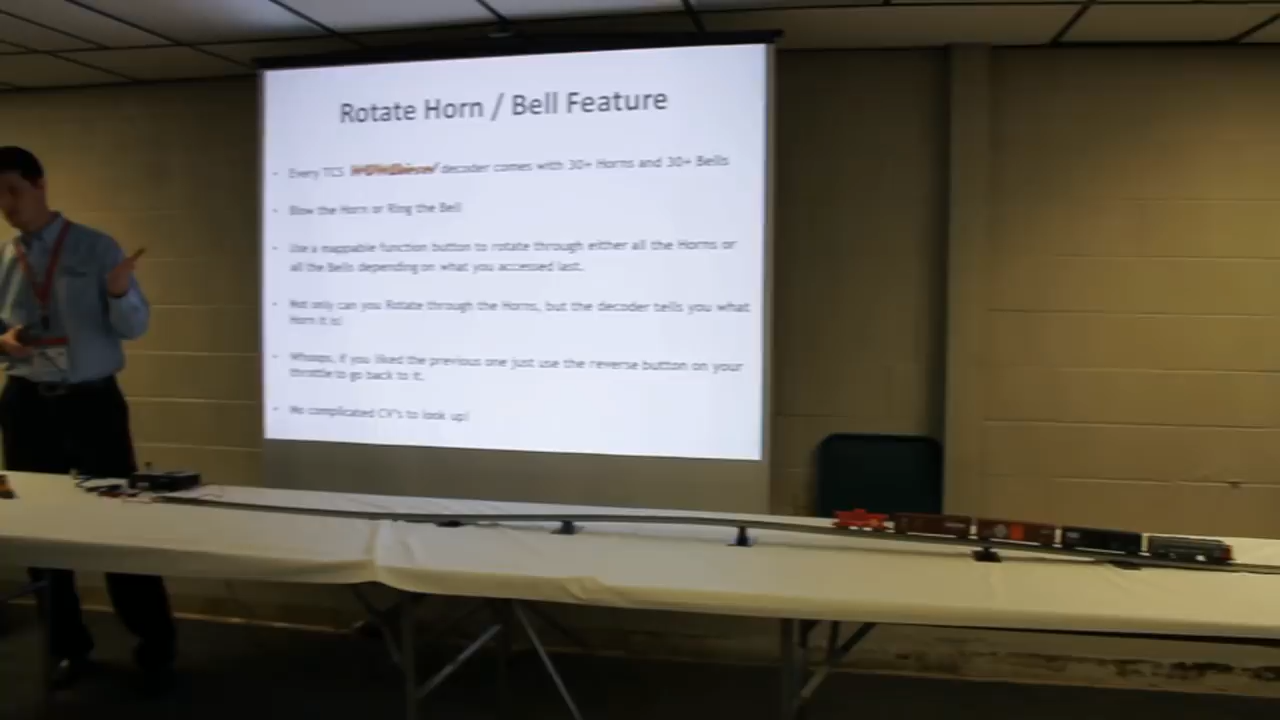 Rotate Horn / Bell Feature
• Every TCS WOWDiesel decoder comes with 30+ Horns and 30+ Bells
• Blow the Horn or Ring the Bell
• Use a mappable function button to rotate through either all the Horns or
all the Bells depending on what you accessed last.
• Not only can you Rotate through the Horns, but the decoder tells you what
Horn it is!
• Whoops, if you liked the previous one just use the reverse button on your
throttle to go back to it.
• No complicated CV's to look up!